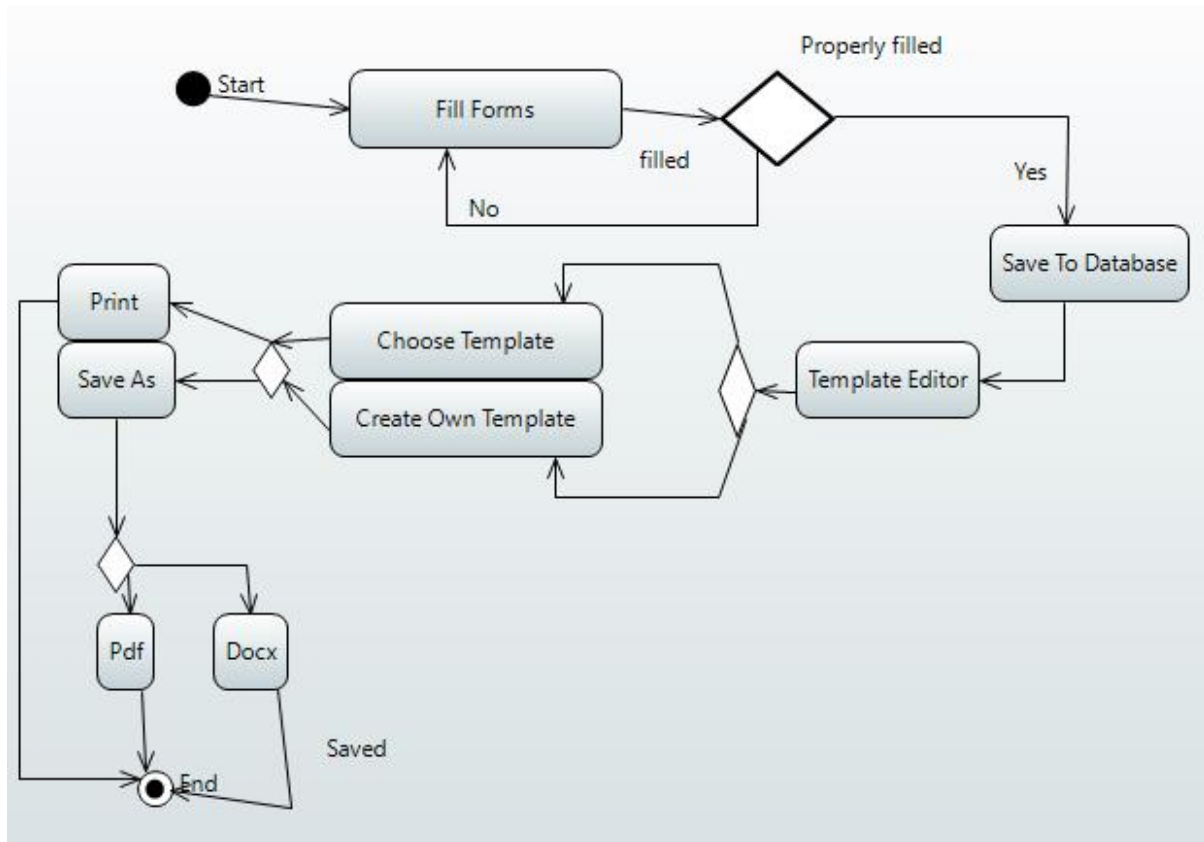 Properly filled
Start
Fill Forms
filled
Yes
No
Save To Database
Print
Choose Template
Save As
Template Editor
Create Own Template
Pdf
Docx
Saved
End